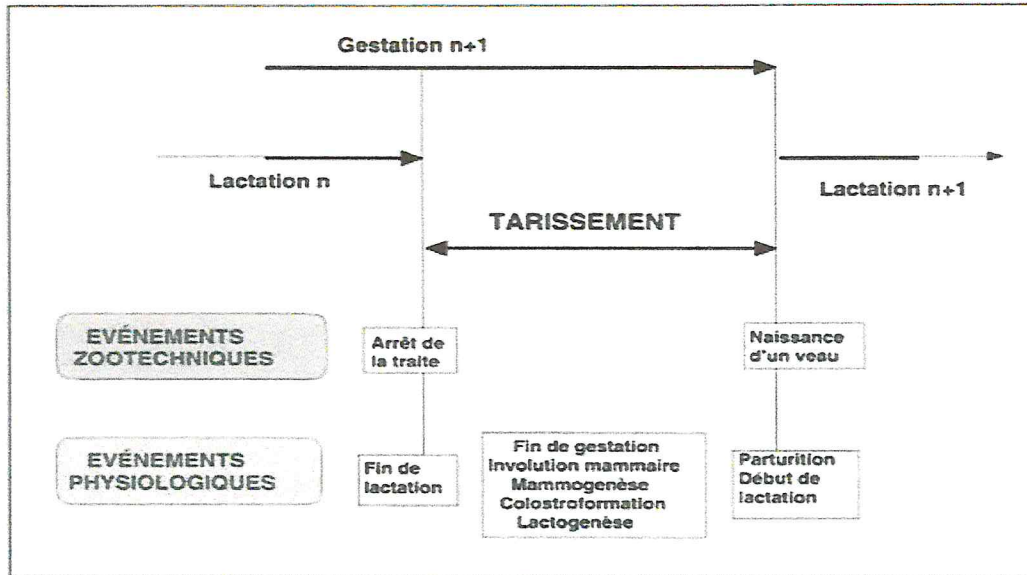 Gestation n+1
Lactation n
Lactation n+1
TARISSEMENT
EVÉNEMENTS
ZOOTECHNIQUES
Arrêt de
la traite
Naissance
d'un veau
EVÉNEMENTS
PHYSIOLOGIQUES
Fin de
lactation
Fin de gestation
Involution mammaire
Mammogenèse
Colostroformation
Lactogenèse
Parturition
Début de
lactation